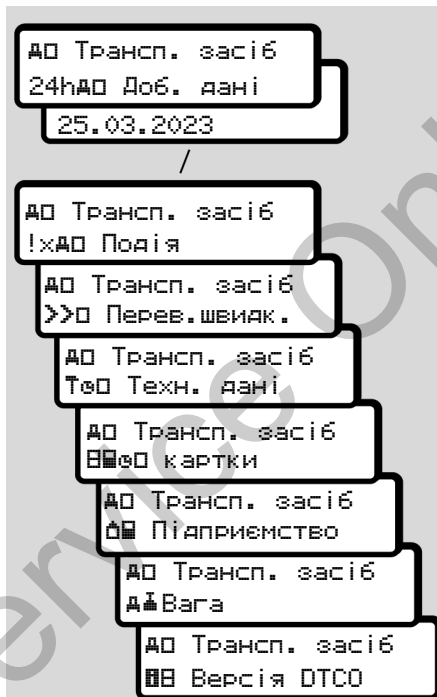 Трансп. засіб
24h Доб. дані
25.03.2023
/
Трансп. засіб
!x Подія
Трансп. засіб
>> Перев.швидк.
Трансп. засіб
Техн. дані
Трансп. засіб
картки
Трансп. засіб
Підприємство
Трансп. засіб
Вага
Трансп. засіб
Версія DTCO